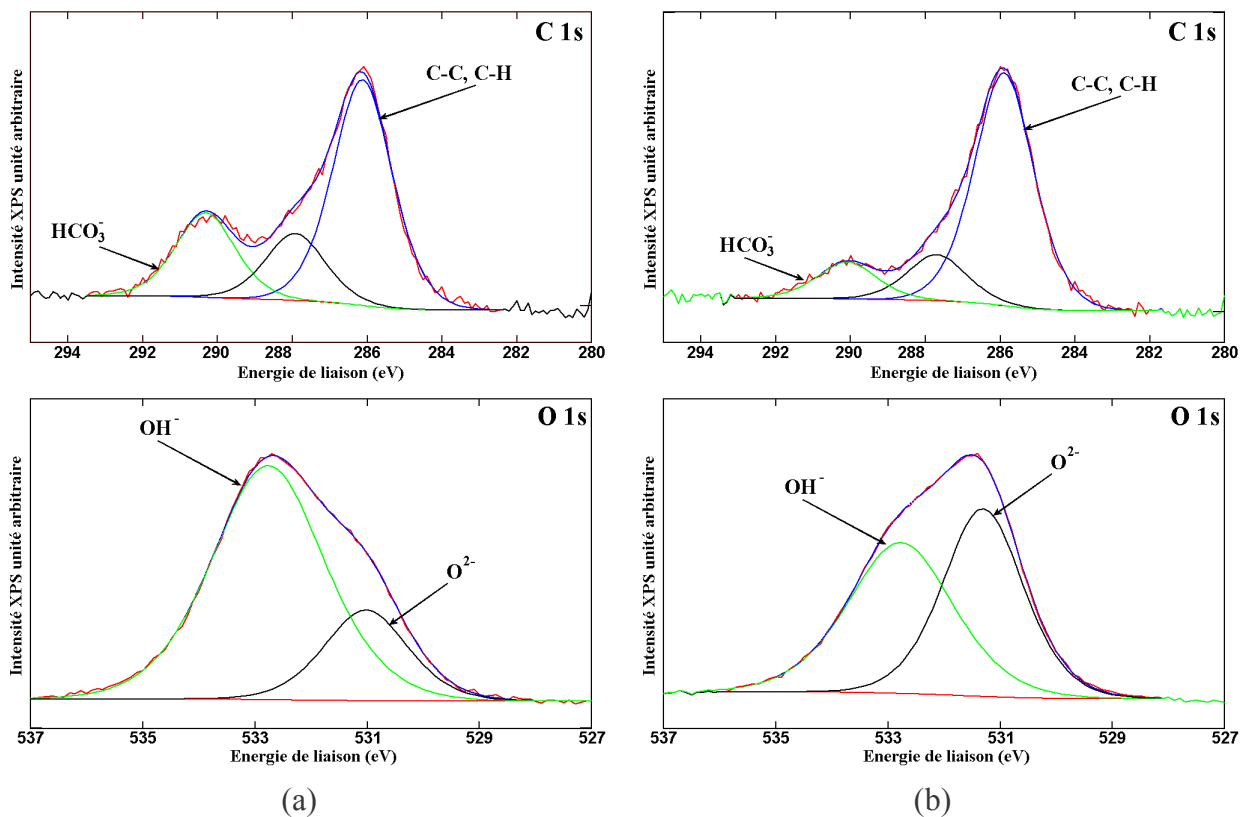 C 1s
C-C, C-H
HCO₃⁻
Intensité XPS unité arbitraire
294 292 290 288 286 284 282 280
Energie de liaison (eV)
C 1s
C-C, C-H
HCO₃⁻
Intensité XPS unité arbitraire
294 292 290 288 286 284 282 280
Energie de liaison (eV)
O 1s
OH⁻
O²⁻
Intensité XPS unité arbitraire
537 535 533 531 529 527
Energie de liaison (eV)
O 1s
O²⁻
OH⁻
Intensité XPS unité arbitraire
537 535 533 531 529 527
Energie de liaison (eV)
(a)
(b)